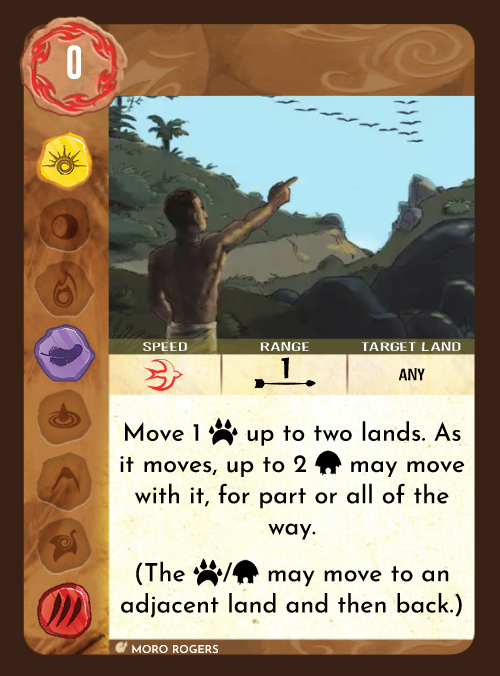 0
SPEED RANGE TARGET LAND
1 ANY
Move 1 up to two lands. As
it moves, up to 2 may move
with it, for part or all of the
way.
(The / may move to an
adjacent land and then back.)
MORO ROGERS